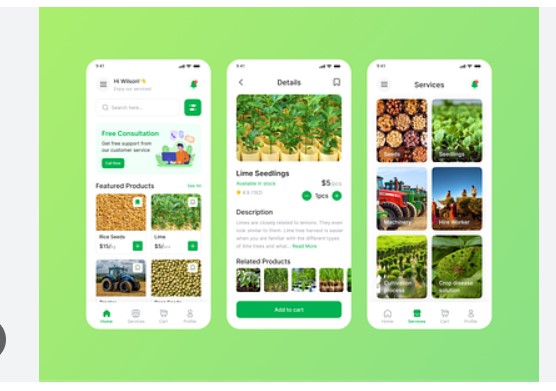 9:41
Hi Wilson! 👋
Enjoy our services!
Search here...
Free Consultation
Get free support from
our customer service
Call Now
Featured Products
See All
Rice Seeds
$15/kg
Lime
$5/pcs
Home
Services
Cart
Profile
9:41
Details
Lime Seedlings
Available in stock
$5/pcs
1pcs
Description
Limes are closely related to lemons. They even
look similar to them. Lime tree harvest is easier
when you are familiar with the different types
of lime trees and what... Read More
Related Products
Add to cart
9:41
Services
Seeds
Seedlings
Machinery
Hire Worker
Cultivation
process
Crop disease
solution
Home
Services
Cart
Profile